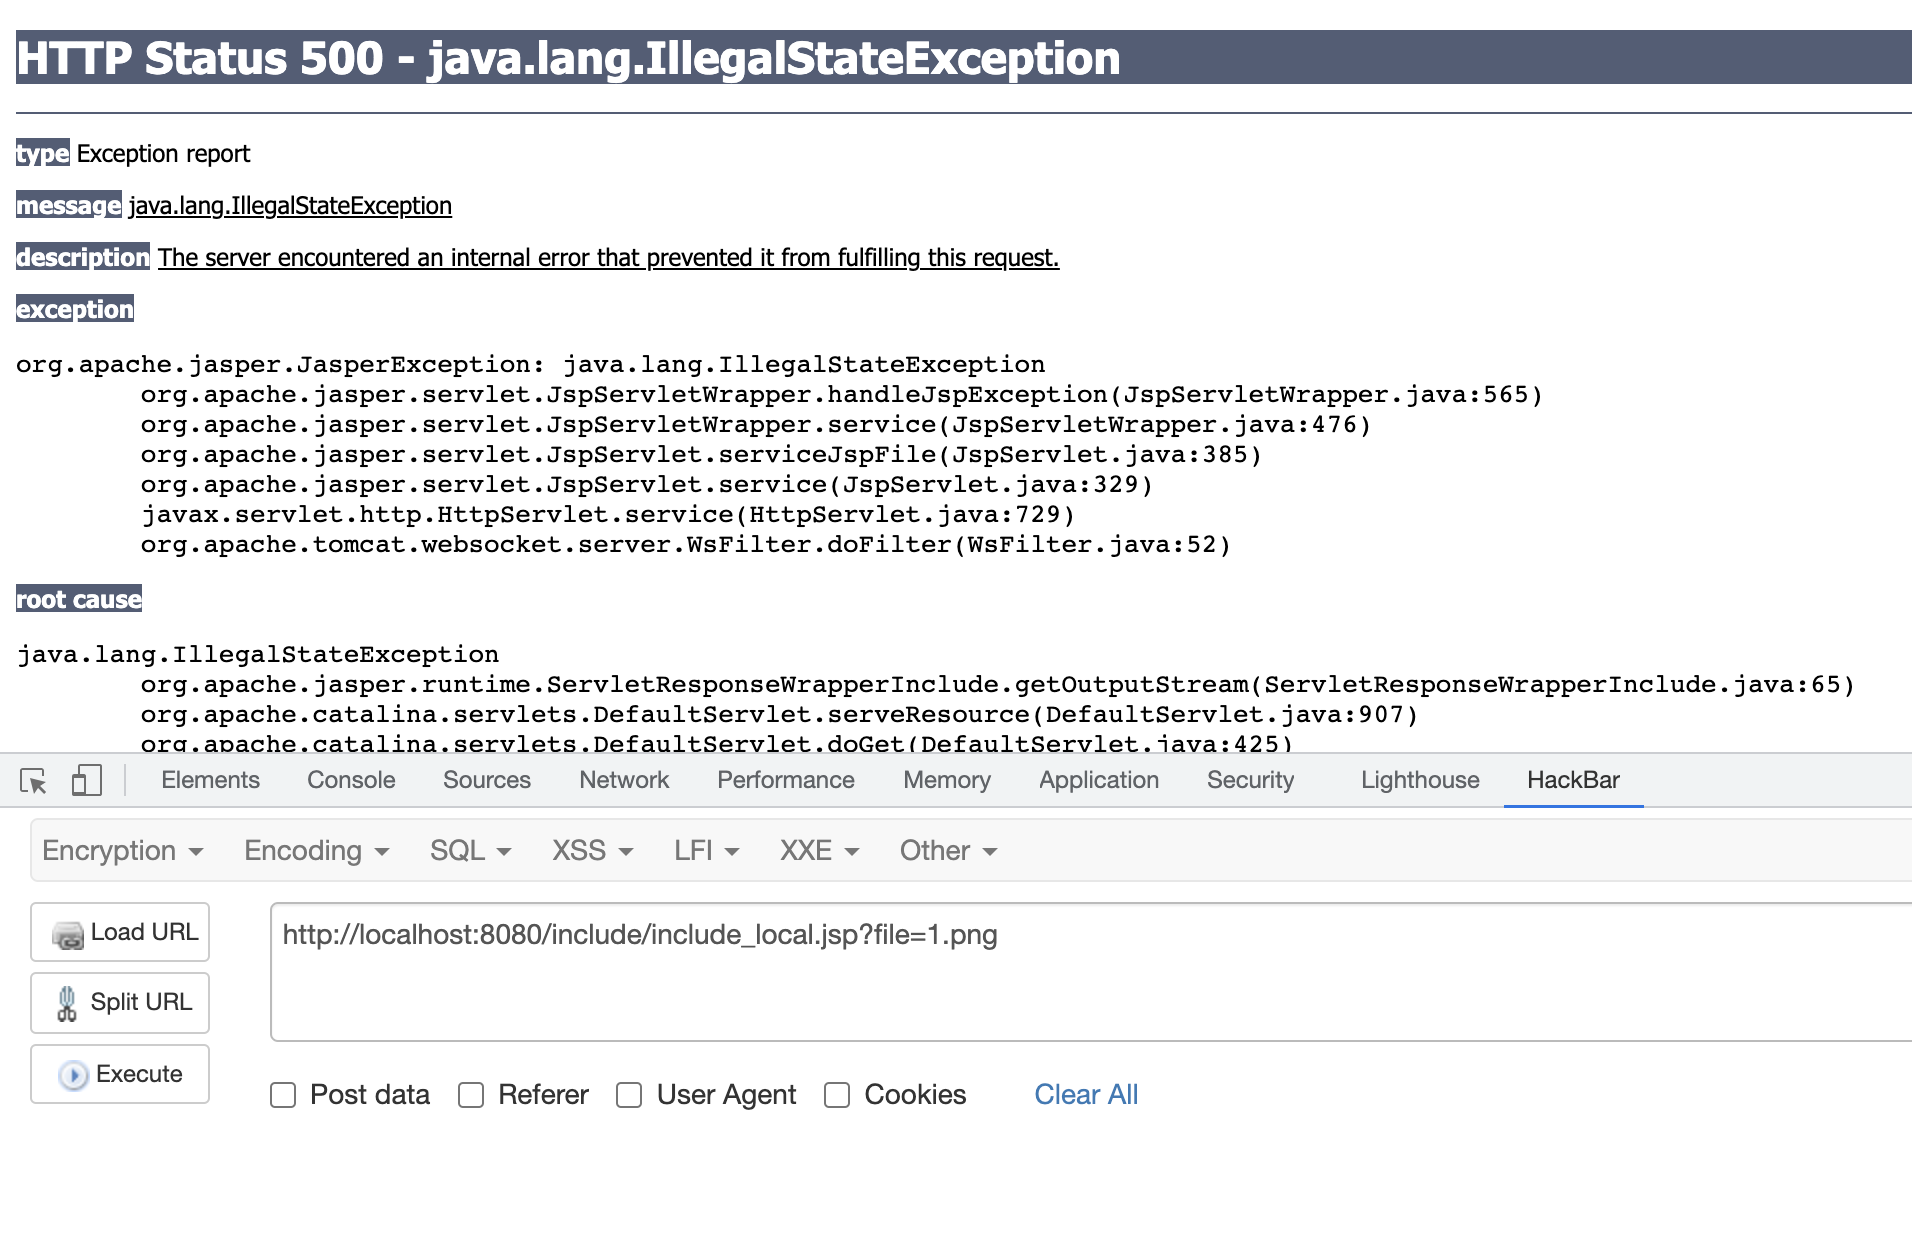 HTTP Status 500 - java.lang.IllegalStateException
type Exception report
message java.lang.IllegalStateException
description The server encountered an internal error that prevented it from fulfilling this request.
exception
org.apache.jasper.JasperException: java.lang.IllegalStateException
org.apache.jasper.servlet.JspServletWrapper.handleJspException(JspServletWrapper.java:565)
org.apache.jasper.servlet.JspServletWrapper.service(JspServletWrapper.java:476)
org.apache.jasper.servlet.JspServlet.serviceJspFile(JspServlet.java:385)
org.apache.jasper.servlet.JspServlet.service(JspServlet.java:329)
javax.servlet.http.HttpServlet.service(HttpServlet.java:729)
org.apache.tomcat.websocket.server.WsFilter.doFilter(WsFilter.java:52)
root cause
java.lang.IllegalStateException
org.apache.jasper.runtime.ServletResponseWrapperInclude.getOutputStream(ServletResponseWrapperInclude.java:65)
org.apache.catalina.servlets.DefaultServlet.serveResource(DefaultServlet.java:907)
org.apache.catalina.servlets.DefaultServlet.doGet(DefaultServlet.java:425)
Elements Console Sources Network Performance Memory Application Security Lighthouse HackBar
Encryption Encoding SQL XSS LFI XXE Other
Load URL
http://localhost:8080/include/include_local.jsp?file=1.png
Split URL
Execute
Post data Referer User Agent Cookies Clear All